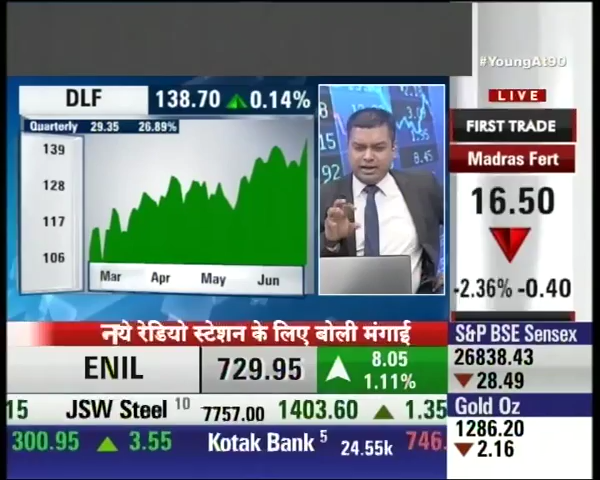 #YoungAt90
DLF 138.70 0.14%
Quarterly 29.35 26.89%
139
128
117
106
Mar Apr May Jun
LIVE
FIRST TRADE
Madras Fert
16.50
-2.36% -0.40
नये रेडियो स्टेशन के लिए बोली मंगाई
ENIL 729.95 8.05
1.11%
S&P BSE Sensex
26838.43
28.49
15 JSW Steel 10 7757.00 1403.60 1.35
Gold Oz
1286.20
2.16
300.95 3.55 Kotak Bank 5 24.55k 746.